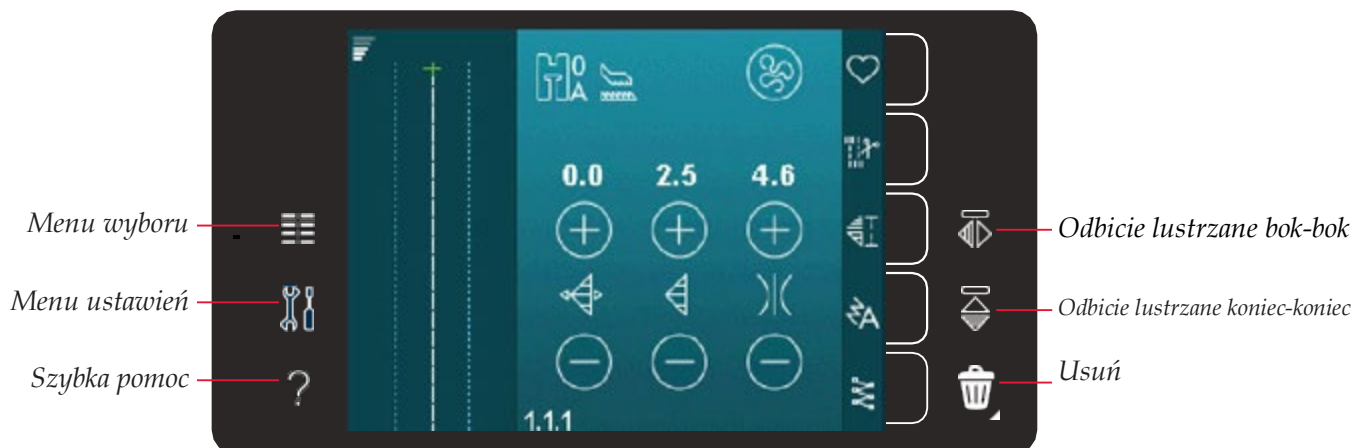 0
A
0.0 2.5 4.6
A
1.1.1
Menu wyboru
Menu ustawień
Szybka pomoc
?
Odbicie lustrzane bok-bok
Odbicie lustrzane koniec-koniec
Usuń